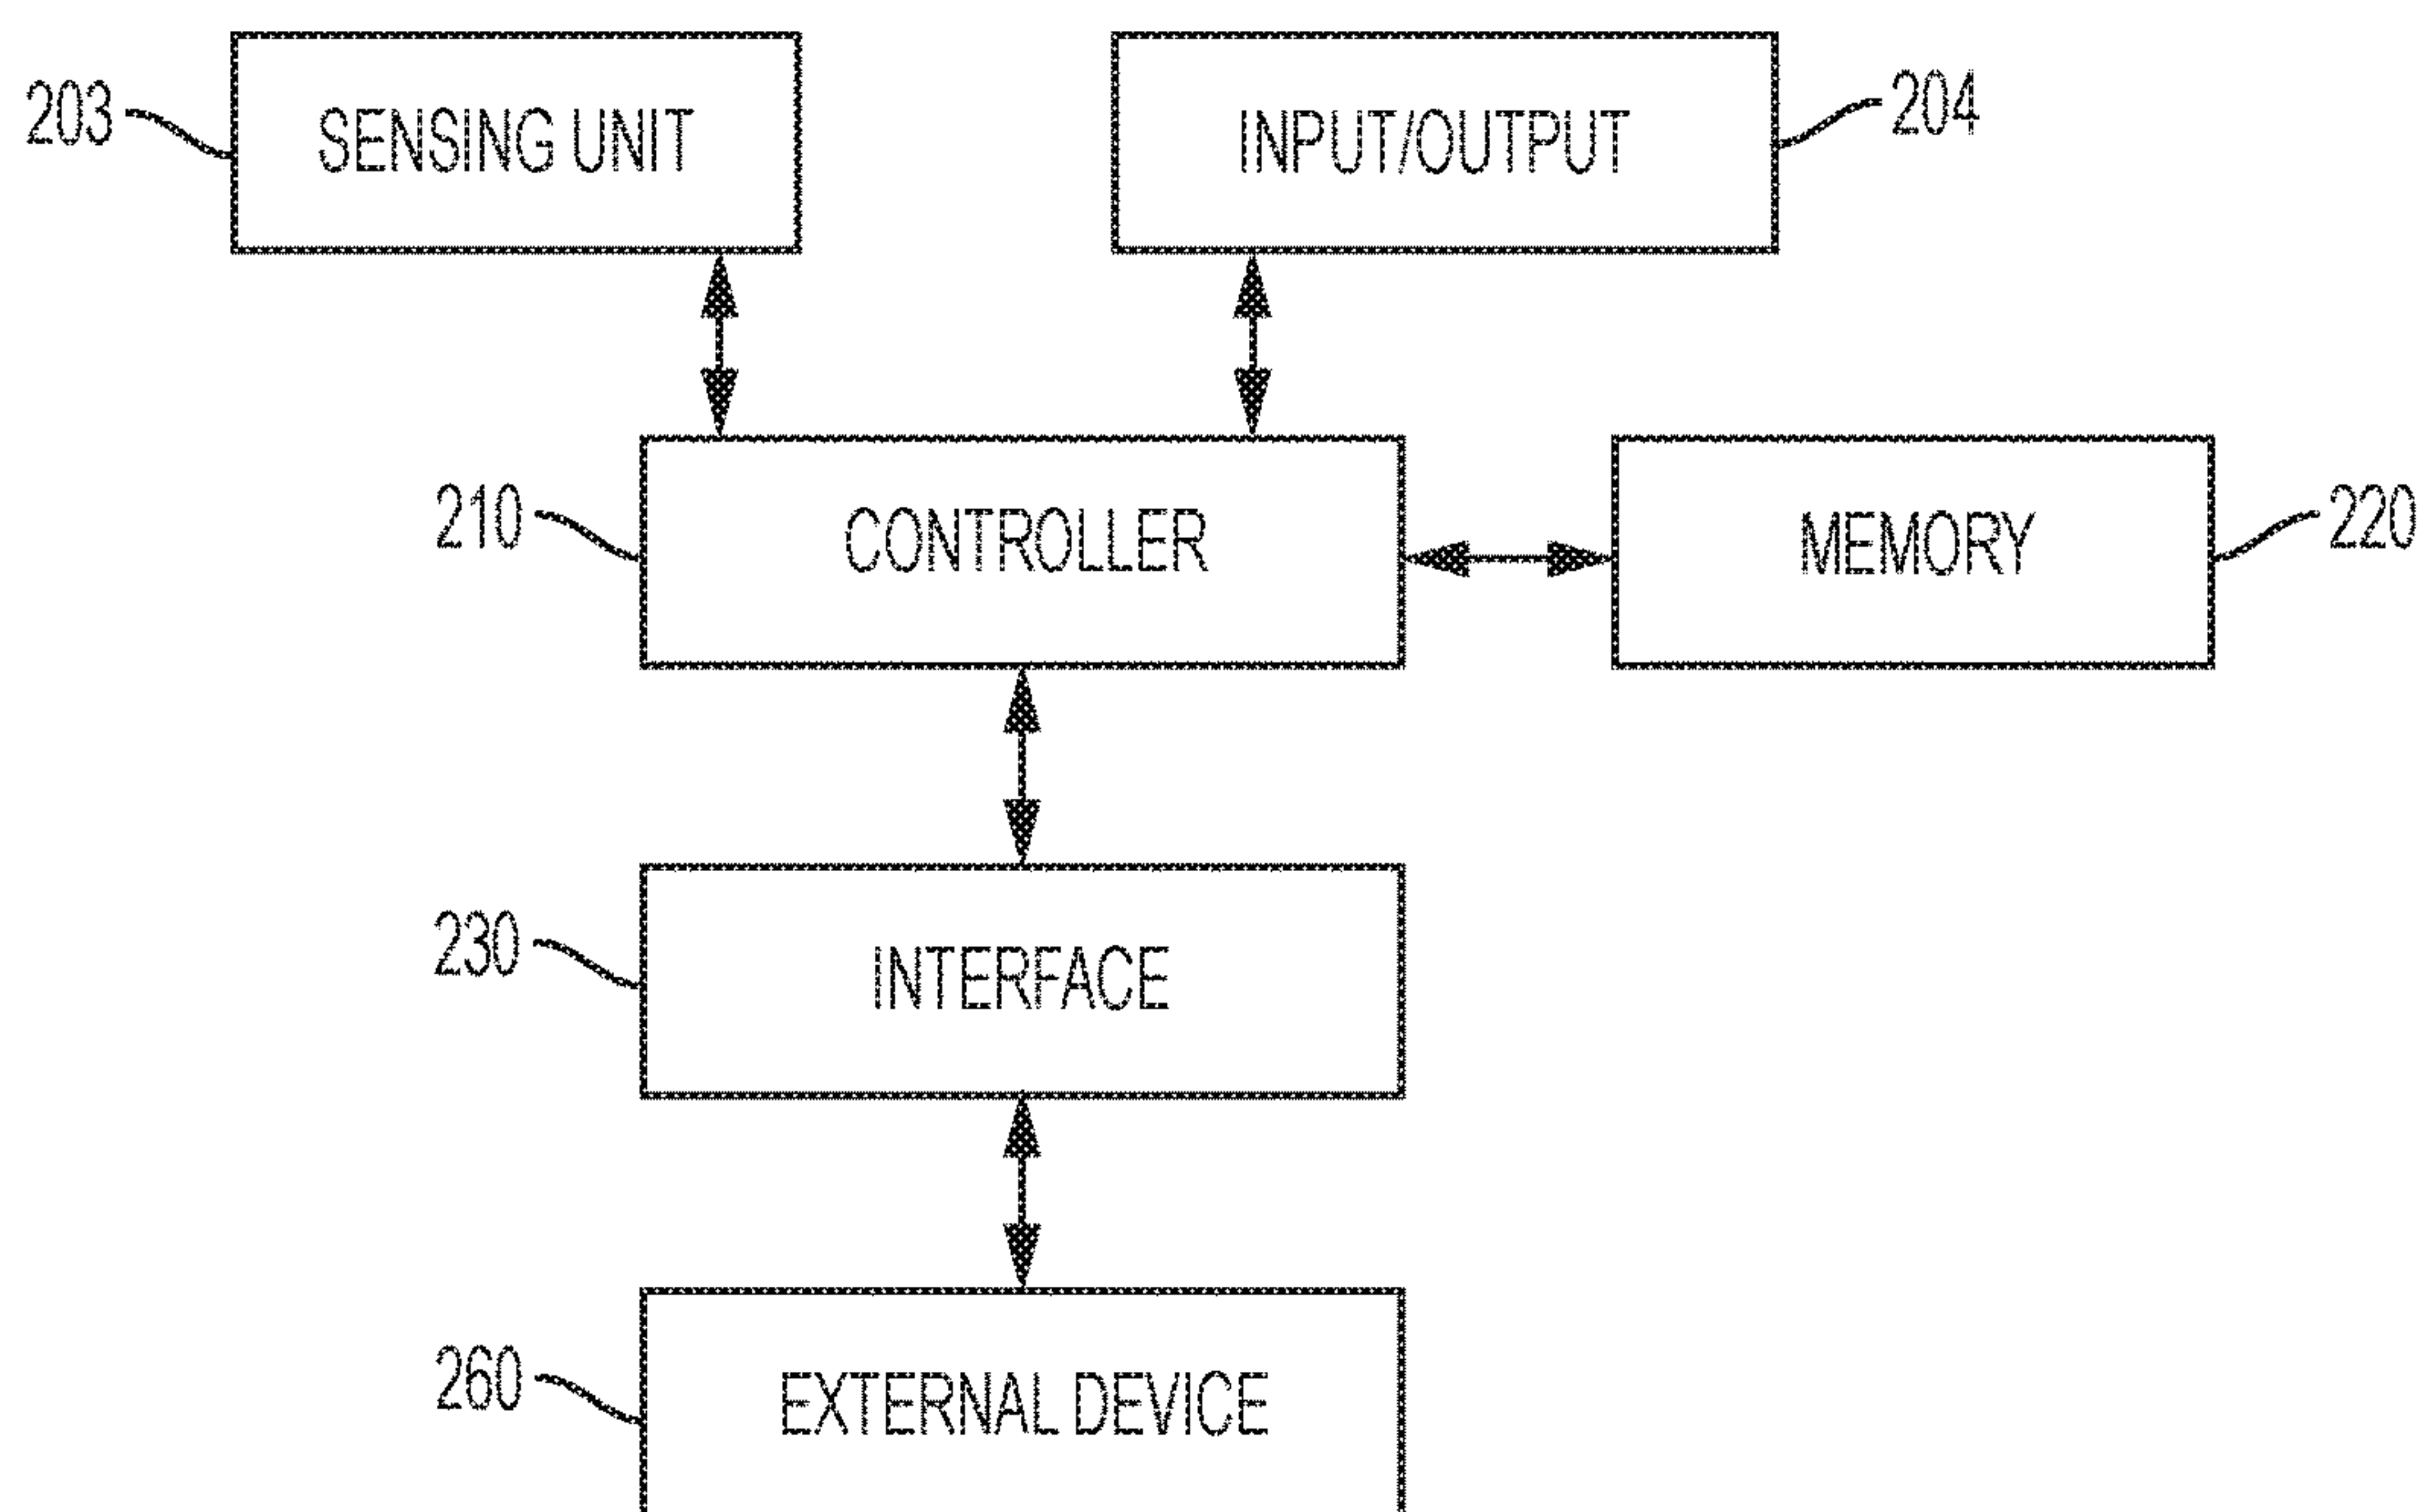 203
SENSING UNIT
INPUT/OUTPUT
204
210
CONTROLLER
MEMORY
220
230
INTERFACE
260
EXTERNAL DEVICE